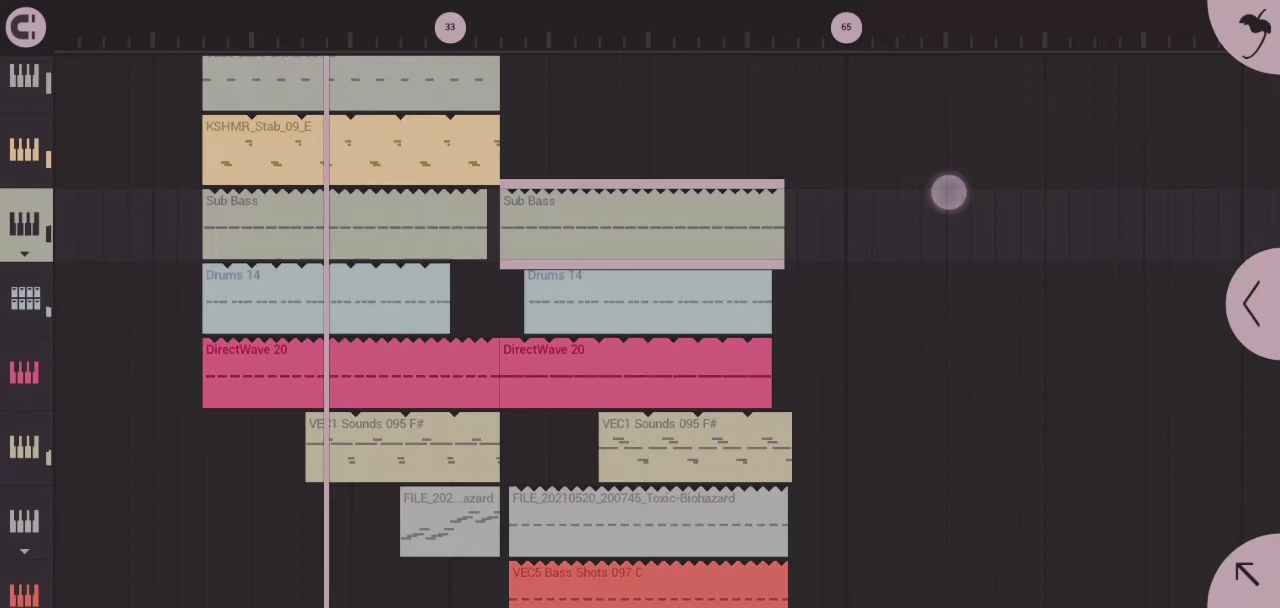 33
65
KSHMR_Stab_09_E
Sub Bass
Sub Bass
Drums 14
Drums 14
DirectWave 20
DirectWave 20
VEC1 Sounds 095 F#
VEC1 Sounds 095 F#
FILE_202...azard
FILE_20210520_200745_Toxic-Biohazard
VEC5 Bass Shots 097 C